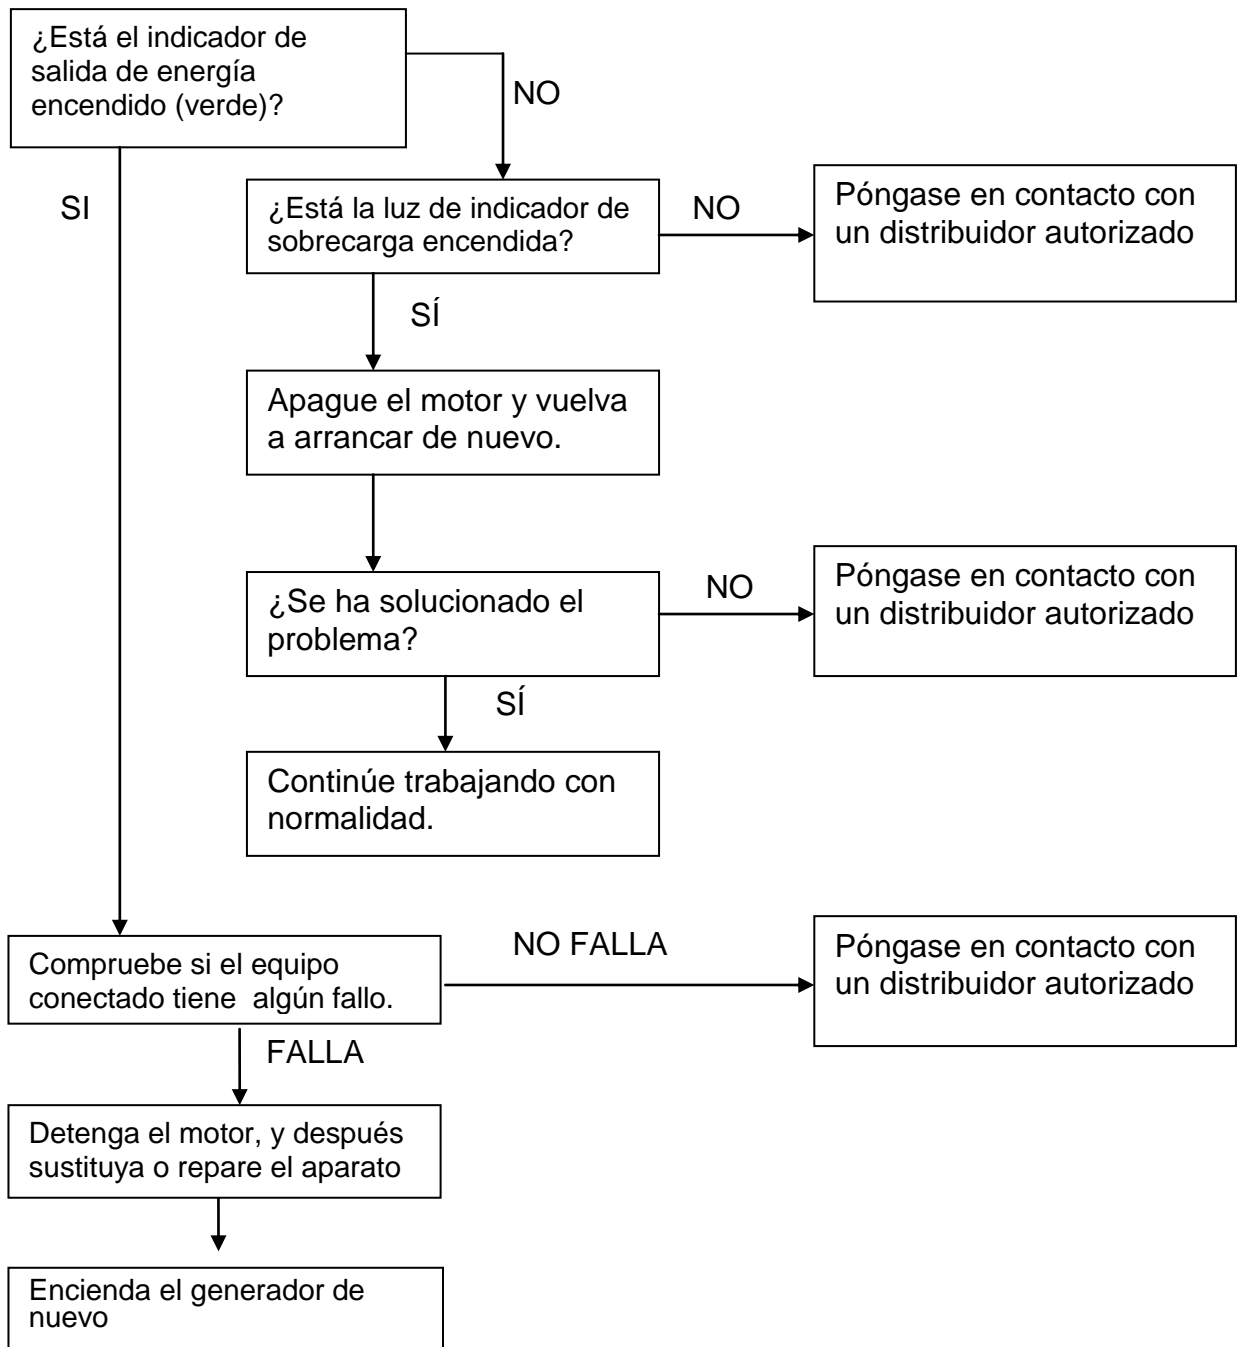 ¿Está el indicador de
salida de energía
encendido (verde)?
NO
SI
¿Está la luz de indicador de
sobrecarga encendida?
NO
Póngase en contacto con
un distribuidor autorizado
SÍ
Apague el motor y vuelva
a arrancar de nuevo.
¿Se ha solucionado el
problema?
NO
Póngase en contacto con
un distribuidor autorizado
SÍ
Continúe trabajando con
normalidad.
Compruebe si el equipo
conectado tiene algún fallo.
NO FALLA
Póngase en contacto con
un distribuidor autorizado
FALLA
Detenga el motor, y después
sustituya o repare el aparato
Encienda el generador de
nuevo